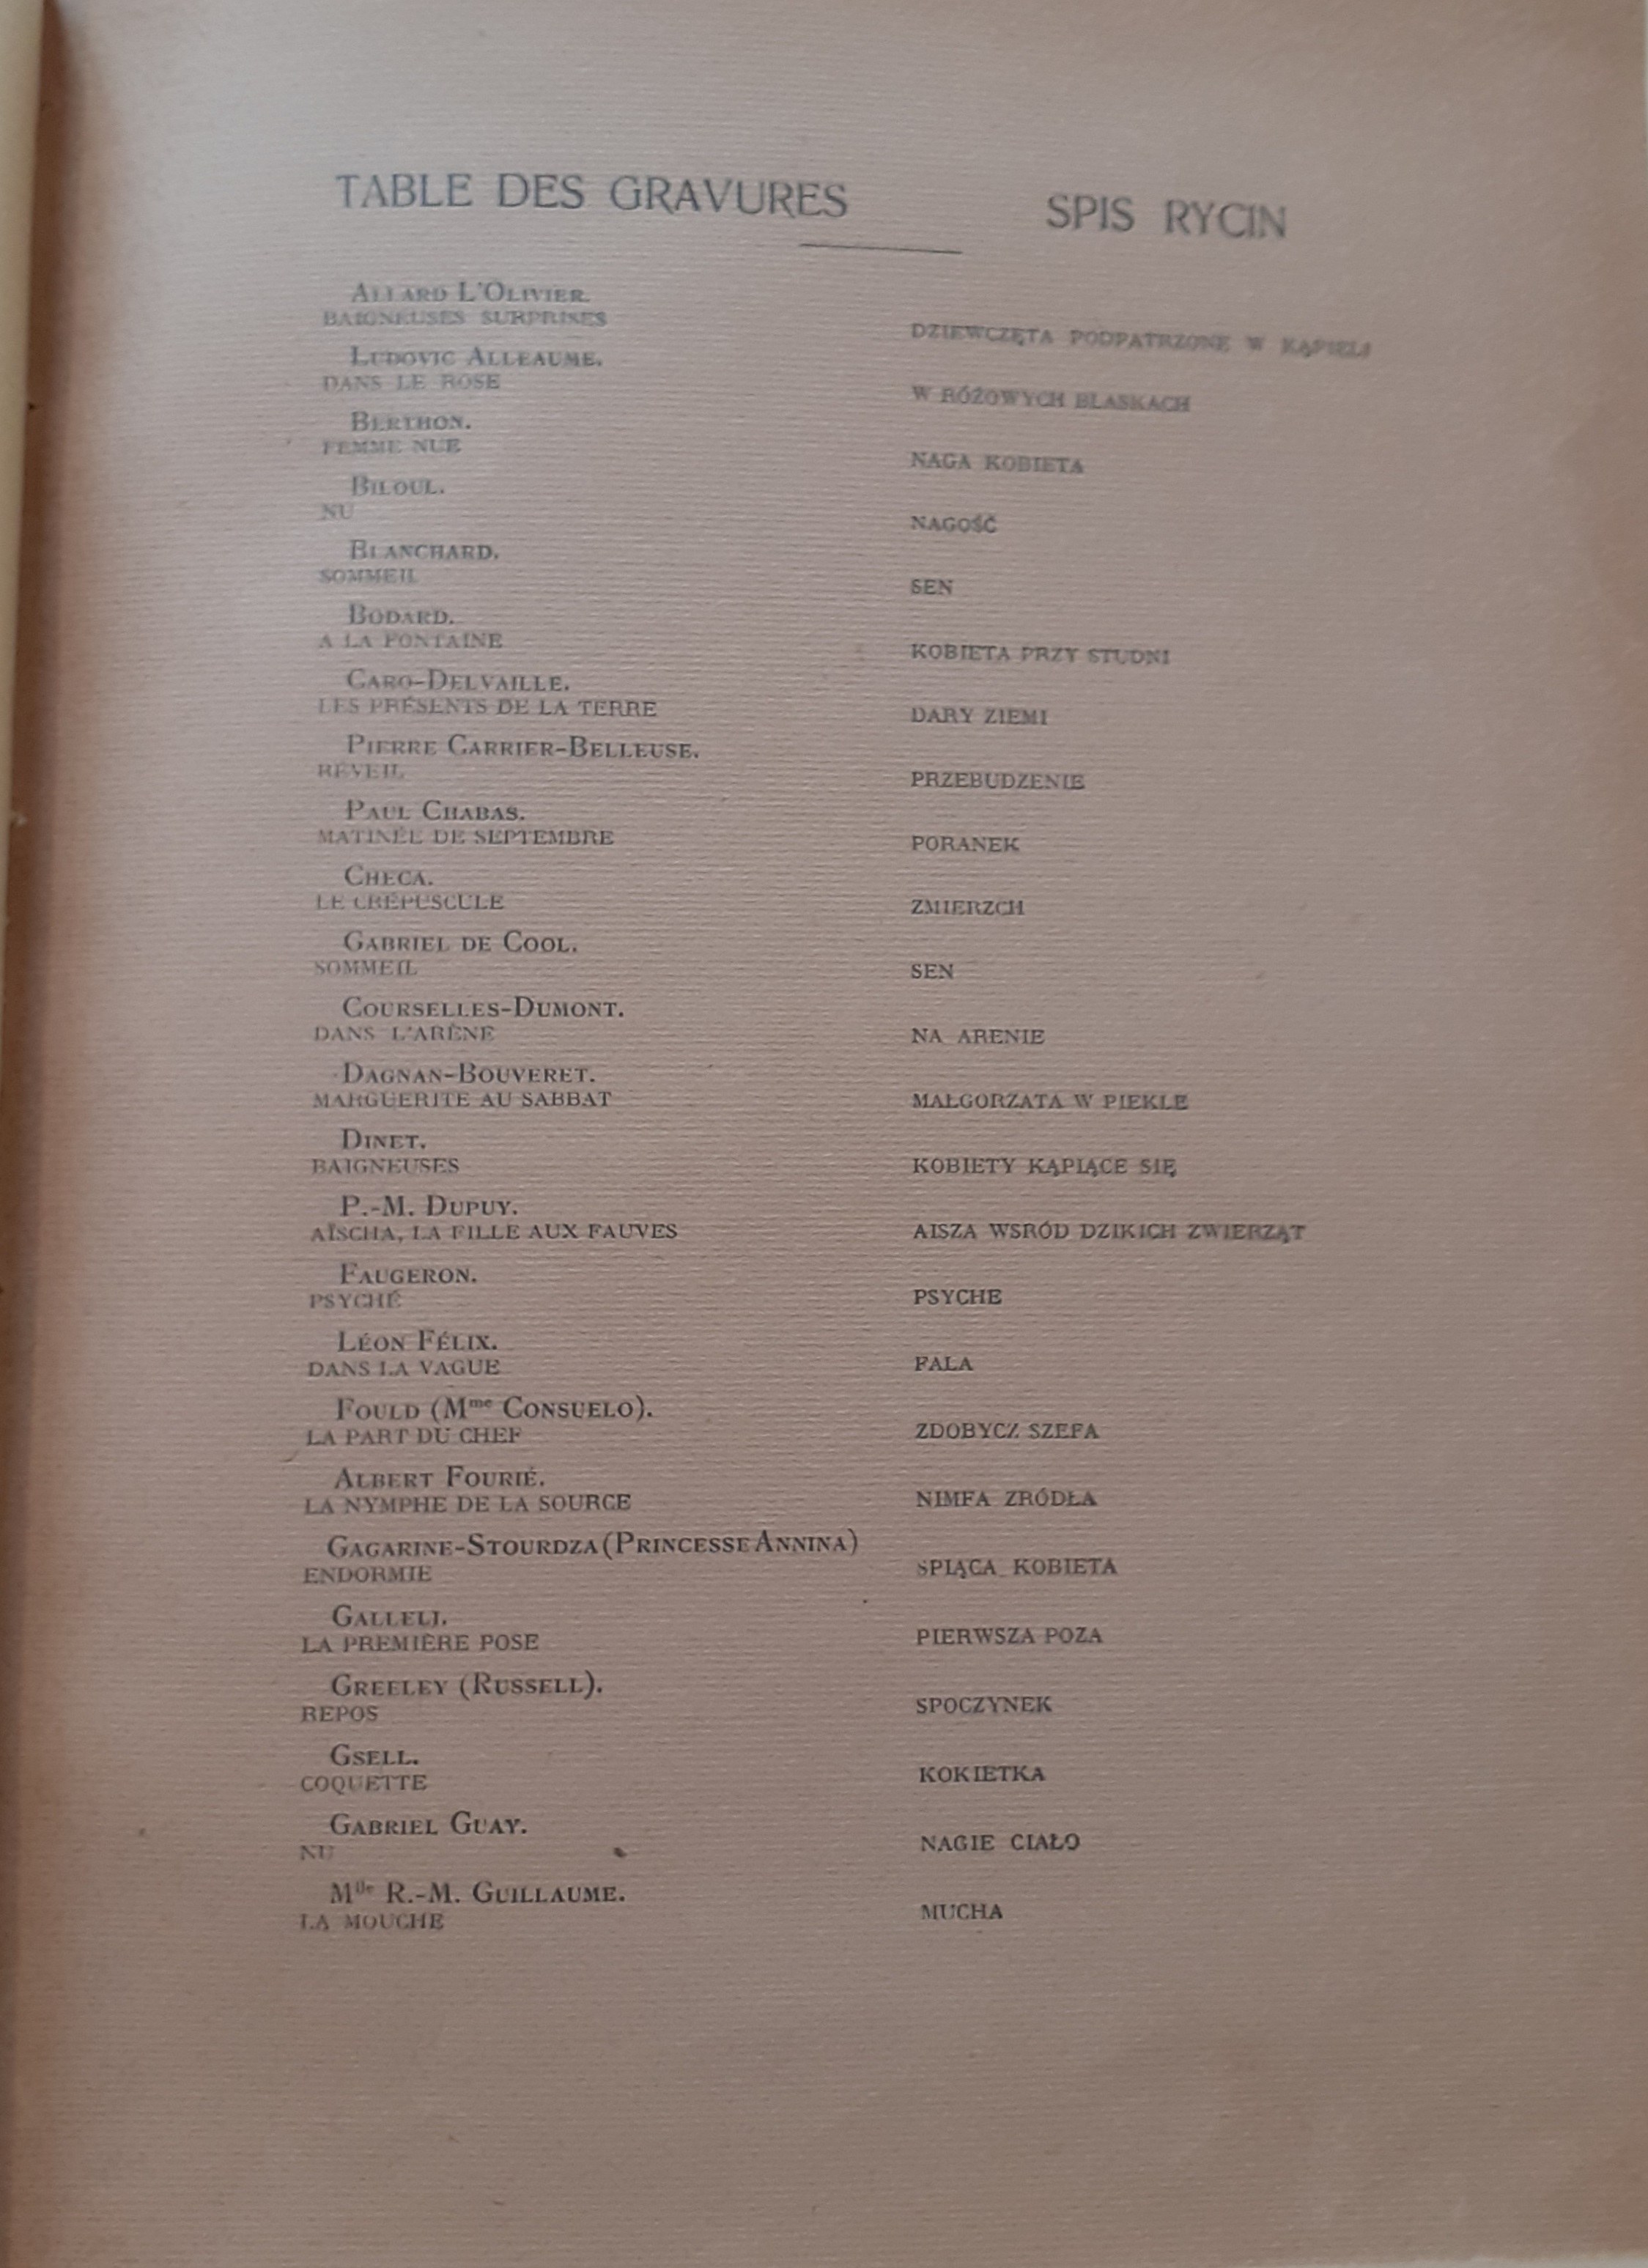 TABLE DES GRAVURES
SPIS RYCIN
ALLARD L'OLIVIER.
BAIGNEUSES SURPRISES
DZIEWCZĘTA PODPATRZONE W KĄPIELI
LUDOVIC ALLEAUME.
DANS LE ROSE
W RÓŻOWYCH BLASKACH
BERTHON.
FEMME NUE
NAGA KOBIETA
BILOUL.
NU
NAGOŚĆ
BLANCHARD.
SOMMEIL
SEN
BODARD.
A LA FONTAINE
KOBIETA PRZY STUDNI
CARO-DELVAILLE.
LES PRÉSENTS DE LA TERRE
DARY ZIEMI
PIERRE CARRIER-BELLEUSE.
RÉVEIL
PRZEBUDZENIE
PAUL CHABAS.
MATINÉE DE SEPTEMBRE
PORANEK
CHECA.
LE CRÉPUSCULE
ZMIERZCH
GABRIEL DE COOL.
SOMMEIL
SEN
COURSELLES-DUMONT.
DANS L'ARÈNE
NA ARENIE
DAGNAN-BOUVERET.
MARGUERITE AU SABBAT
MAŁGORZATA W PIEKLE
DINET.
BAIGNEUSES
KOBIETY KĄPIĄCE SIĘ
P.-M. DUPUY.
AÏSCHA, LA FILLE AUX FAUVES
AISZA WSRÓD DZIKICH ZWIERZĄT
FAUGERON.
PSYCHÉ
PSYCHE
LÉON FÉLIX.
DANS LA VAGUE
FALA
FOULD (Mme CONSUELO).
LA PART DU CHEF
ZDOBYCZ SZEFA
ALBERT FOURIÉ.
LA NYMPHE DE LA SOURCE
NIMFA ZRÓDŁA
GAGARINE-STOURDZA (PRINCESSE ANNINA)
ENDORMIE
SPIĄCA KOBIETA
GALLELI.
LA PREMIÈRE POSE
PIERWSZA POZA
GREELEY (RUSSELL).
REPOS
SPOCZYNEK
GSELL.
COQUETTE
KOKIETKA
GABRIEL GUAY.
NU
NAGIE CIAŁO
Mlle R.-M. GUILLAUME.
LA MOUCHE
MUCHA